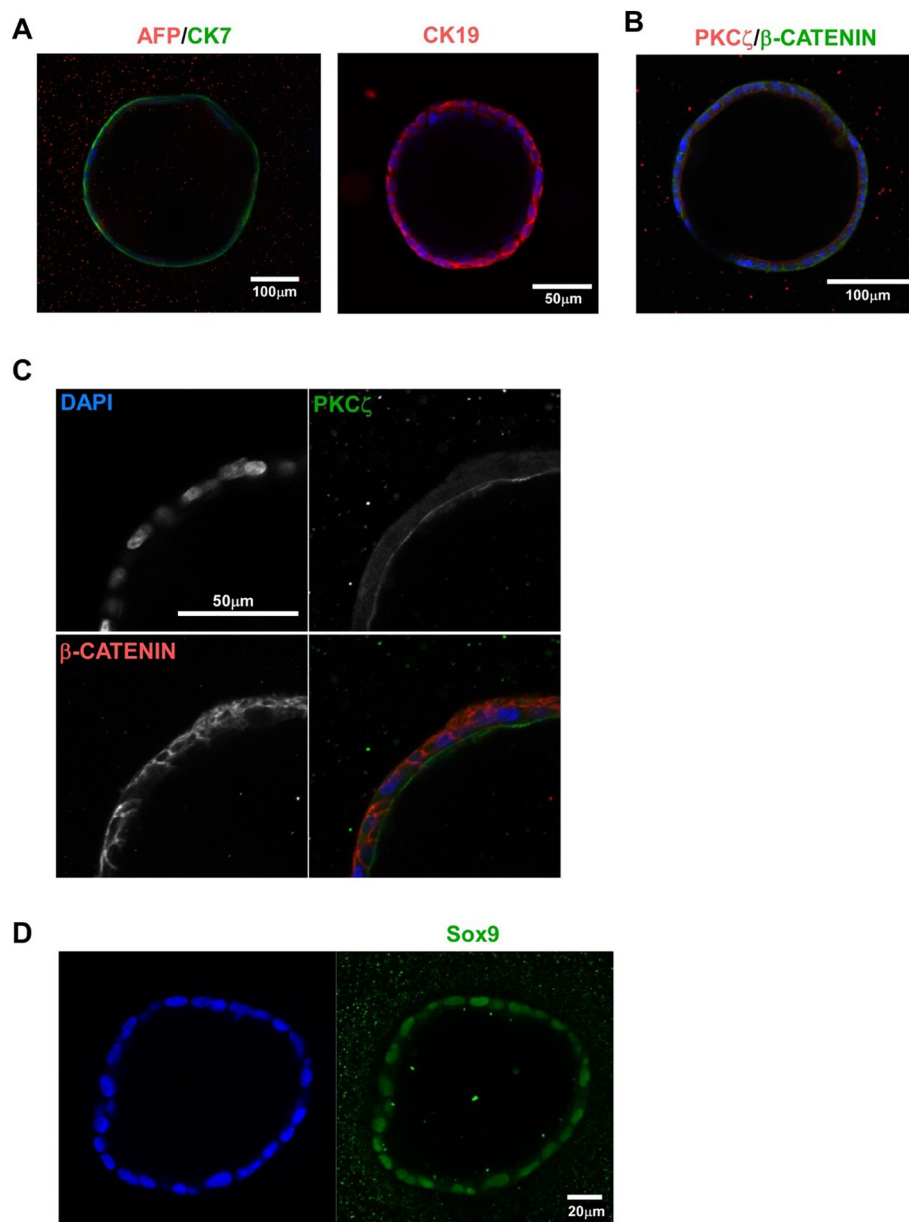 A
AFP/CK7
100μm
CK19
50μm
B
PKCζ/β-CATENIN
100μm
C
DAPI
50μm
PKCζ
β-CATENIN
D
Sox9
20μm